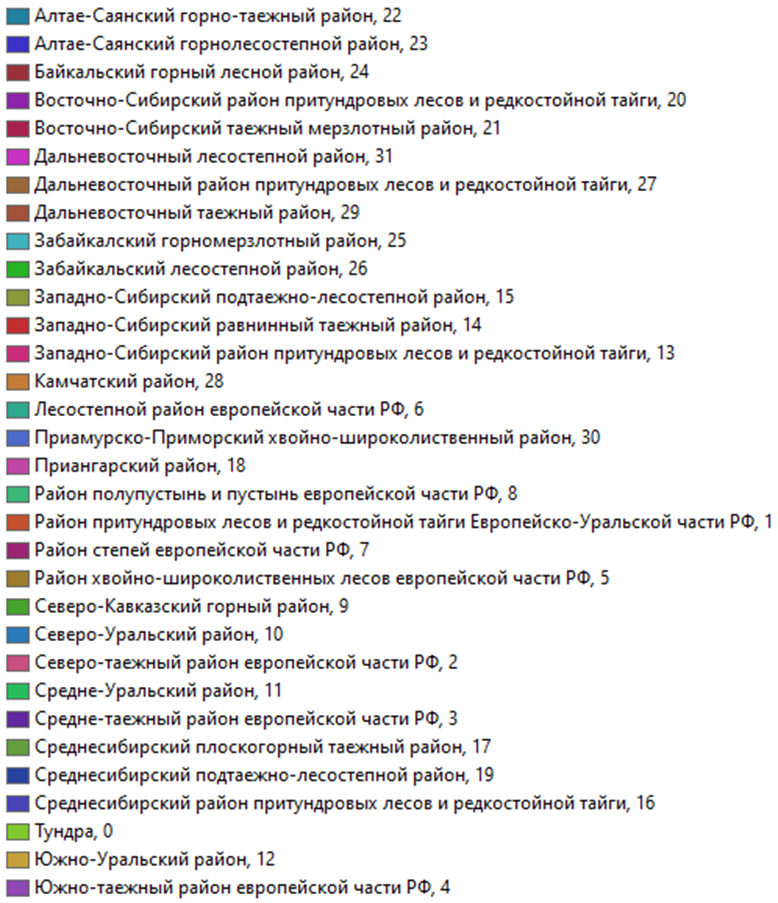 Алтае-Саянский горно-таежный район, 22
Алтае-Саянский горнолесостепной район, 23
Байкальский горный лесной район, 24
Восточно-Сибирский район притундровых лесов и редкостойной тайги, 20
Восточно-Сибирский таежный мерзлотный район, 21
Дальневосточный лесостепной район, 31
Дальневосточный район притундровых лесов и редкостойной тайги, 27
Дальневосточный таежный район, 29
Забайкалский горномерзлотный район, 25
Забайкальский лесостепной район, 26
Западно-Сибирский подтаежно-лесостепной район, 15
Западно-Сибирский равнинный таежный район, 14
Западно-Сибирский район притундровых лесов и редкостойной тайги, 13
Камчатский район, 28
Лесостепной район европейской части РФ, 6
Приамурско-Приморский хвойно-широколиственный район, 30
Приангарский район, 18
Район полупустынь и пустынь европейской части РФ, 8
Район притундровых лесов и редкостойной тайги Европейско-Уральской части РФ, 1
Район степей европейской части РФ, 7
Район хвойно-широколиственных лесов европейской части РФ, 5
Северо-Кавказский горный район, 9
Северо-Уральский район, 10
Северо-таежный район европейской части РФ, 2
Средне-Уральский район, 11
Средне-таежный район европейской части РФ, 3
Среднесибирский плоскогорный таежный район, 17
Среднесибирский подтаежно-лесостепной район, 19
Среднесибирский район притундровых лесов и редкостойной тайги, 16
Тундра, 0
Южно-Уральский район, 12
Южно-таежный район европейской части РФ, 4